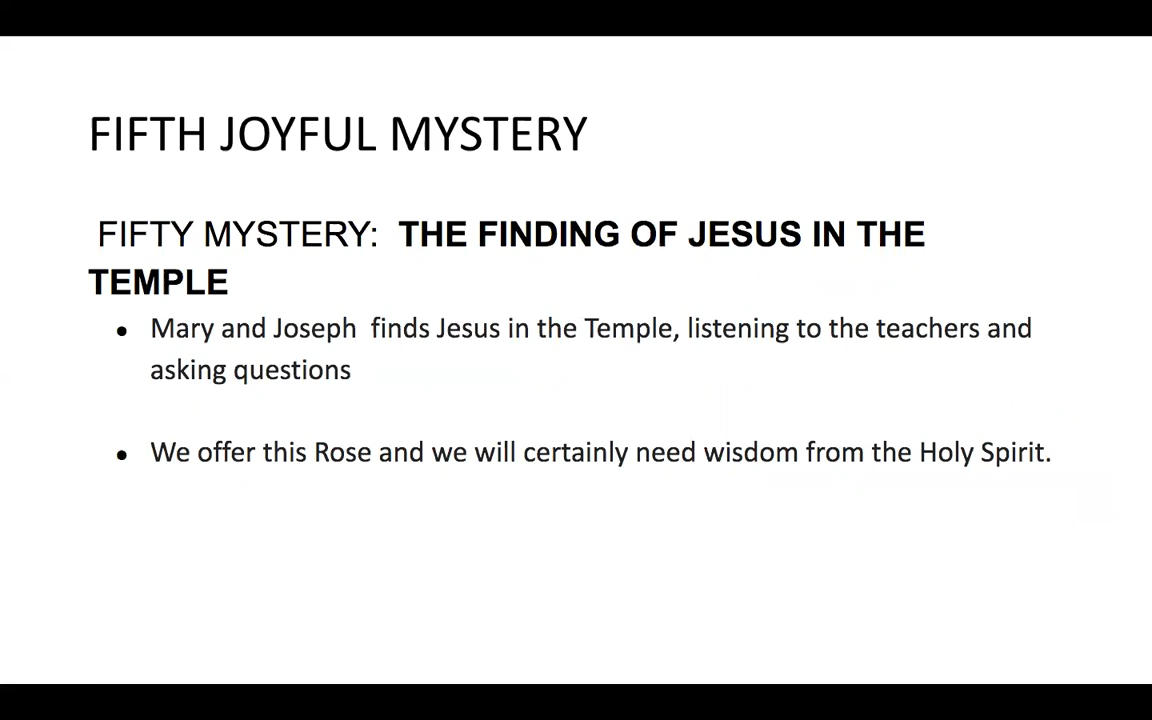 FIFTH JOYFUL MYSTERY
FIFTY MYSTERY: THE FINDING OF JESUS IN THE
TEMPLE
• Mary and Joseph finds Jesus in the Temple, listening to the teachers and
asking questions
• We offer this Rose and we will certainly need wisdom from the Holy Spirit.